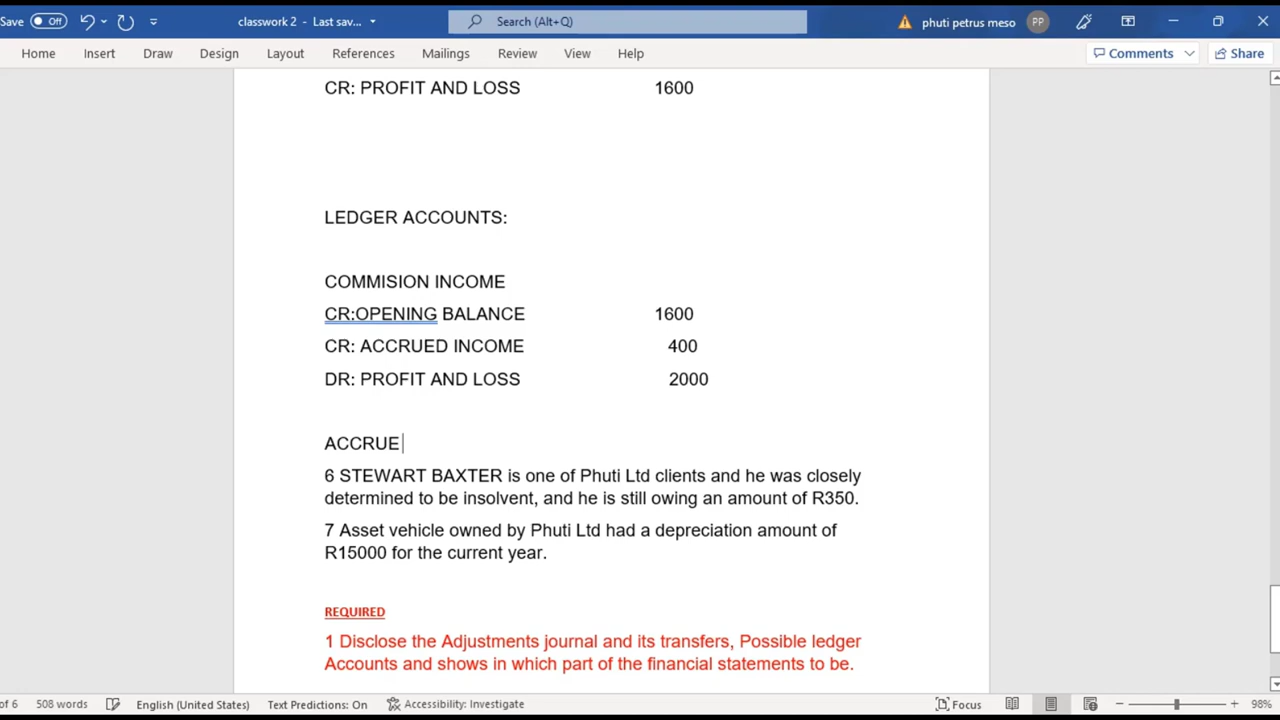 Save Off classwork 2 - Last sav... Search (Alt+Q) phuti petrus meso PP
Home Insert Draw Design Layout References Mailings Review View Help Comments Share
CR: PROFIT AND LOSS 1600
LEDGER ACCOUNTS:
COMMISION INCOME
CR:OPENING BALANCE 1600
CR: ACCRUED INCOME 400
DR: PROFIT AND LOSS 2000
ACCRUE
6 STEWART BAXTER is one of Phuti Ltd clients and he was closely
determined to be insolvent, and he is still owing an amount of R350.
7 Asset vehicle owned by Phuti Ltd had a depreciation amount of
R15000 for the current year.
REQUIRED
1 Disclose the Adjustments journal and its transfers, Possible ledger
Accounts and shows in which part of the financial statements to be.
of 6 508 words English (United States) Text Predictions: On Accessibility: Investigate Focus 98%